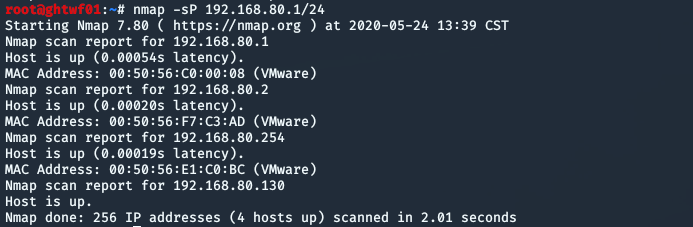 root@ghtwf01:~# nmap -sP 192.168.80.1/24
Starting Nmap 7.80 ( https://nmap.org ) at 2020-05-24 13:39 CST
Nmap scan report for 192.168.80.1
Host is up (0.00054s latency).
MAC Address: 00:50:56:C0:00:08 (VMware)
Nmap scan report for 192.168.80.2
Host is up (0.00020s latency).
MAC Address: 00:50:56:F7:C3:AD (VMware)
Nmap scan report for 192.168.80.254
Host is up (0.00019s latency).
MAC Address: 00:50:56:E1:C0:BC (VMware)
Nmap scan report for 192.168.80.130
Host is up.
Nmap done: 256 IP addresses (4 hosts up) scanned in 2.01 seconds